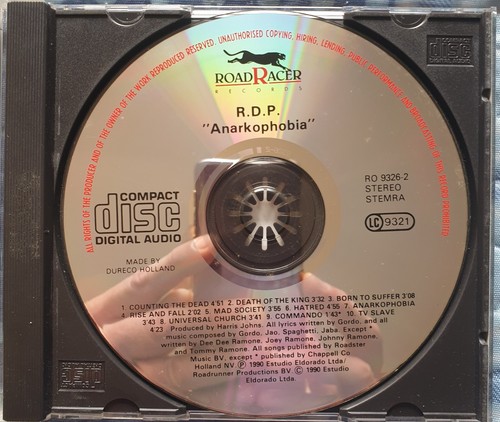 ALL RIGHTS OF THE PRODUCER AND OF THE OWNER OF THE WORK REPRODUCED RESERVED. UNAUTHORISED COPYING, HIRING, LENDING, PUBLIC PERFORMANCE AND BROADCASTING OF THIS RECORD PROHIBITED
ROADRACER
RECORDS
R.D.P.
"Anarkophobia"
RO 9326-2
STEREO
STEMRA
LC 9321
COMPACT
disc
DIGITAL AUDIO
MADE BY
DURECO HOLLAND
1. COUNTING THE DEAD 4'51 2. DEATH OF THE KING 3'32 3. BORN TO SUFFER 3'08
4. RISE AND FALL 2'02 5. MAD SOCIETY 3'56 6. HATRED 4'55 7. ANARKOPHOBIA
3'43 8. UNIVERSAL CHURCH 3'41 9. COMMANDO 1'43* 10. TV SLAVE
4'23 Produced by Harris Johns. All lyrics written by Gordo, and all
music composed by Gordo, Jao, Spaghetti, Jaba. Except *
written by Dee Dee Ramone, Joey Ramone, Johnny Ramone,
and Tommy Ramone. All songs published by Roadster
Music BV, except * published by Chappell Co.
Holland NV Ⓟ 1990 Estudio Eldorado Ltda/
Roadrunner Productions BV © 1990 Estudio
Eldorado Ltda.
disc